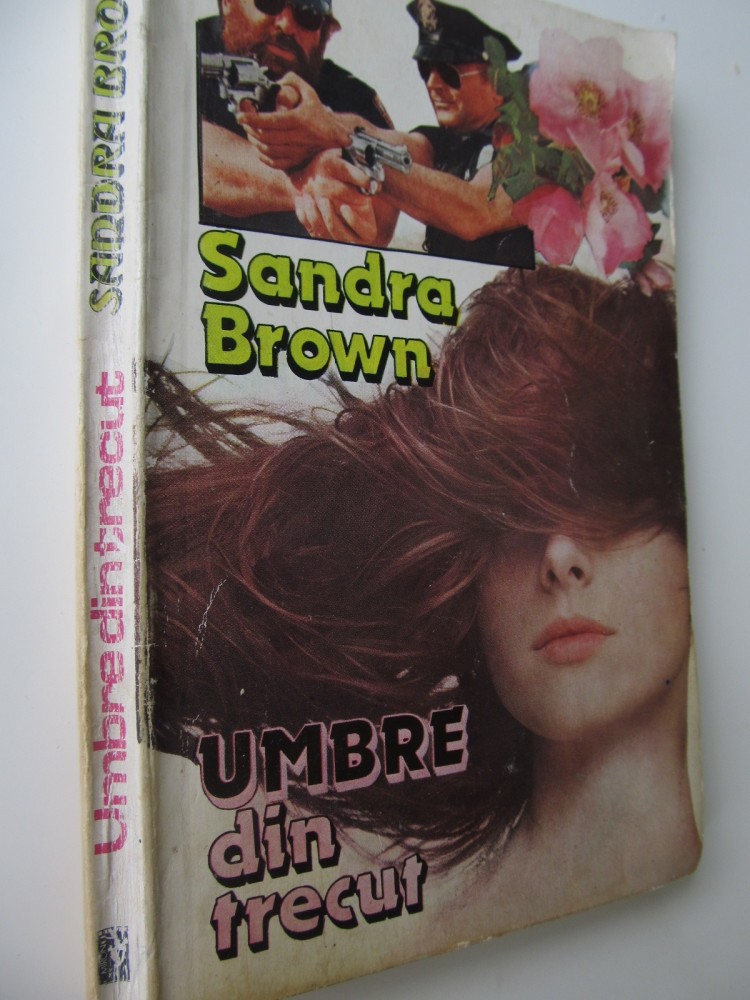 Sandra
Brown
UMBRE
din
trecut
Umbre din trecut
SANDRA BRO